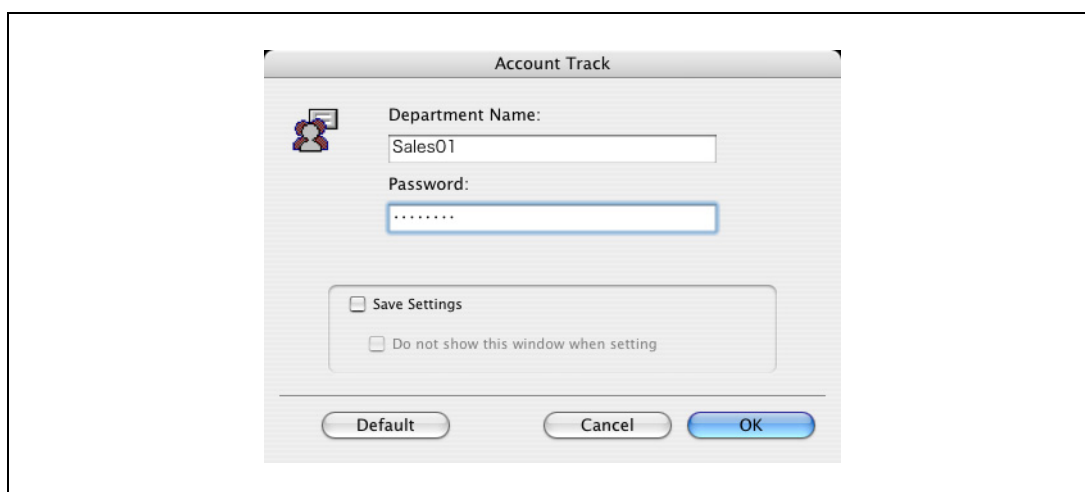 Account Track
Department Name:
Sales01
Password:
........
Save Settings
Do not show this window when setting
Default Cancel OK